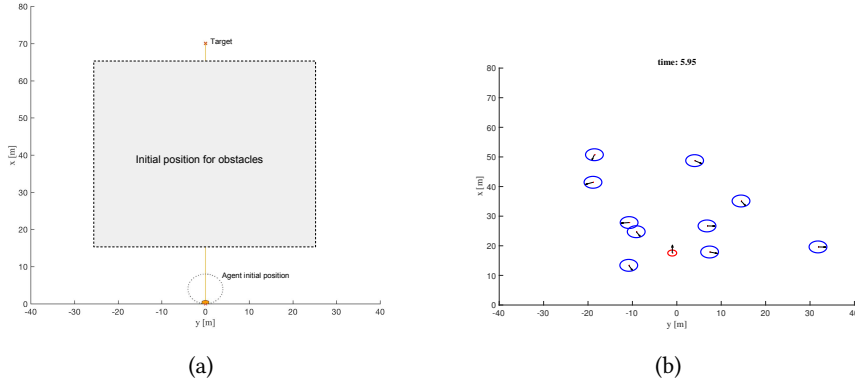 80
70
60
50
40
30
20
10
0
x [m]
Target
Initial position for obstacles
Agent initial position
-40 -30 -20 -10 0 10 20 30 40
y [m]
(a)
time: 5.95
80
70
60
50
40
30
20
10
0
x [m]
-40 -30 -20 -10 0 10 20 30 40
y [m]
(b)